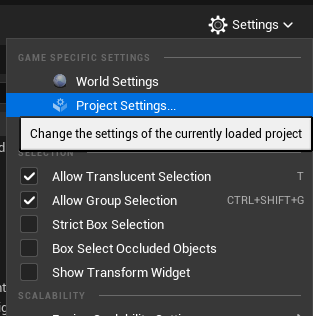 Settings
GAME SPECIFIC SETTINGS
World Settings
Project Settings...
Change the settings of the currently loaded project
SELECTION
Allow Translucent Selection T
Allow Group Selection CTRL+SHIFT+G
Strict Box Selection
Box Select Occluded Objects
Show Transform Widget
SCALABILITY